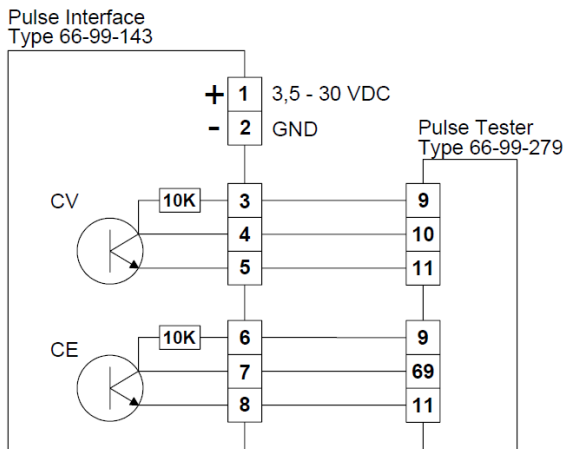 Pulse Interface
Type 66-99-143
+ 1 3,5 - 30 VDC
- 2 GND
Pulse Tester
Type 66-99-279
CV 10K 3 9
4 10
5 11
CE 10K 6 9
7 69
8 11